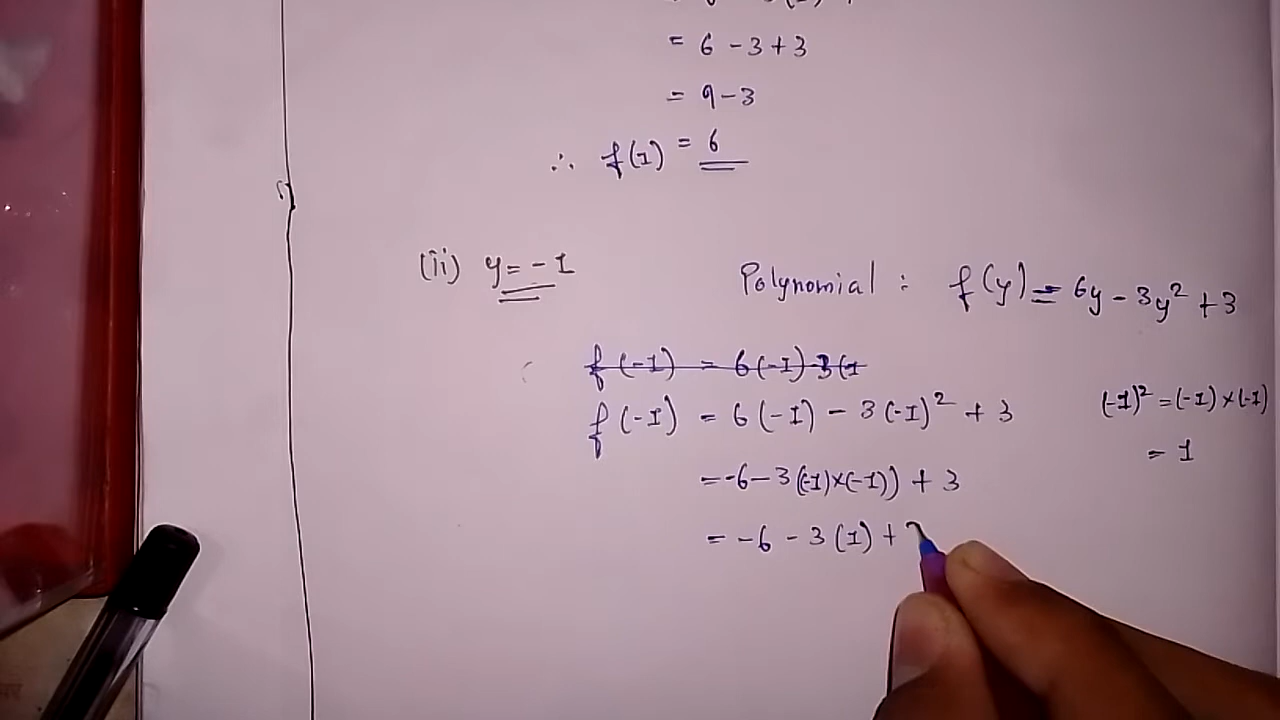 = 6 - 3 + 3
= 9 - 3
∴ f(1) = 6
(ii) y = -1
Polynomial : f(y) = 6y - 3y² + 3
f(-1) = 6(-1) - 3(1
f(-1) = 6(-1) - 3(-1)² + 3
(-1)² = (-1) × (-1)
= 1
= -6 - 3((-1)×(-1)) + 3
= -6 - 3(1) +